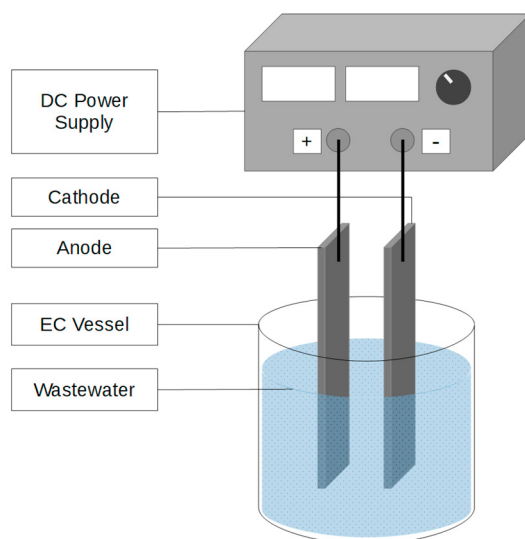 DC Power
Supply
+
-
Cathode
Anode
EC Vessel
Wastewater